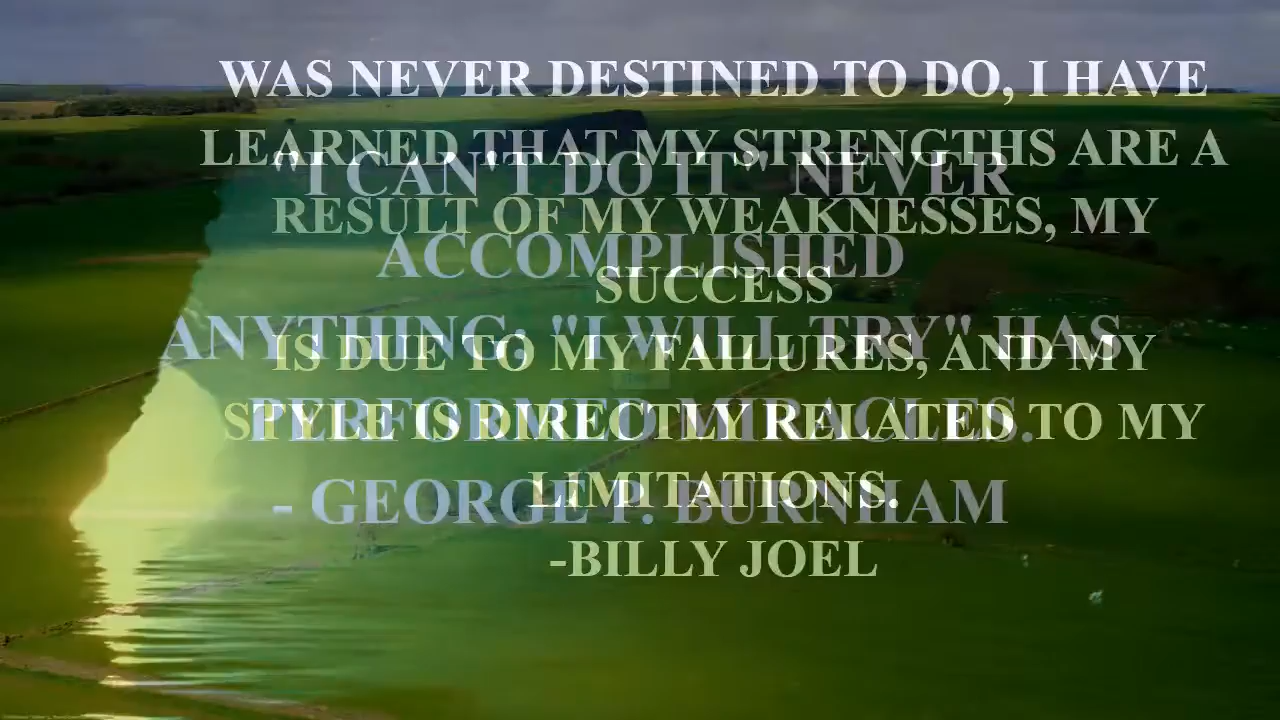 WAS NEVER DESTINED TO DO, I HAVE
LEARNED THAT MY STRENGTHS ARE A
RESULT OF MY WEAKNESSES, MY
SUCCESS
IS DUE TO MY FAILURES, AND MY
STYLE IS DIRECTLY RELATED TO MY
LIMITATIONS.
-BILLY JOEL
"I CAN'T DO IT" NEVER
ACCOMPLISHED
ANYTHING: "I WILL TRY" HAS
PERFORMED MIRACLES.
- GEORGE P. BURNHAM